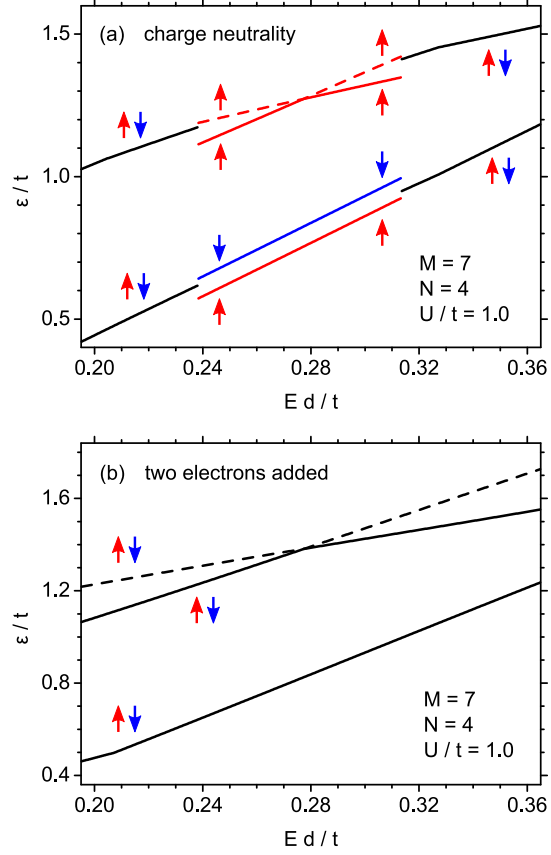 (a) charge neutrality
1.5
1.0
0.5
ε / t
M = 7
N = 4
U / t = 1.0
0.20 0.24 0.28 0.32 0.36
E d / t
(b) two electrons added
1.6
1.2
0.8
0.4
ε / t
M = 7
N = 4
U / t = 1.0
0.20 0.24 0.28 0.32 0.36
E d / t